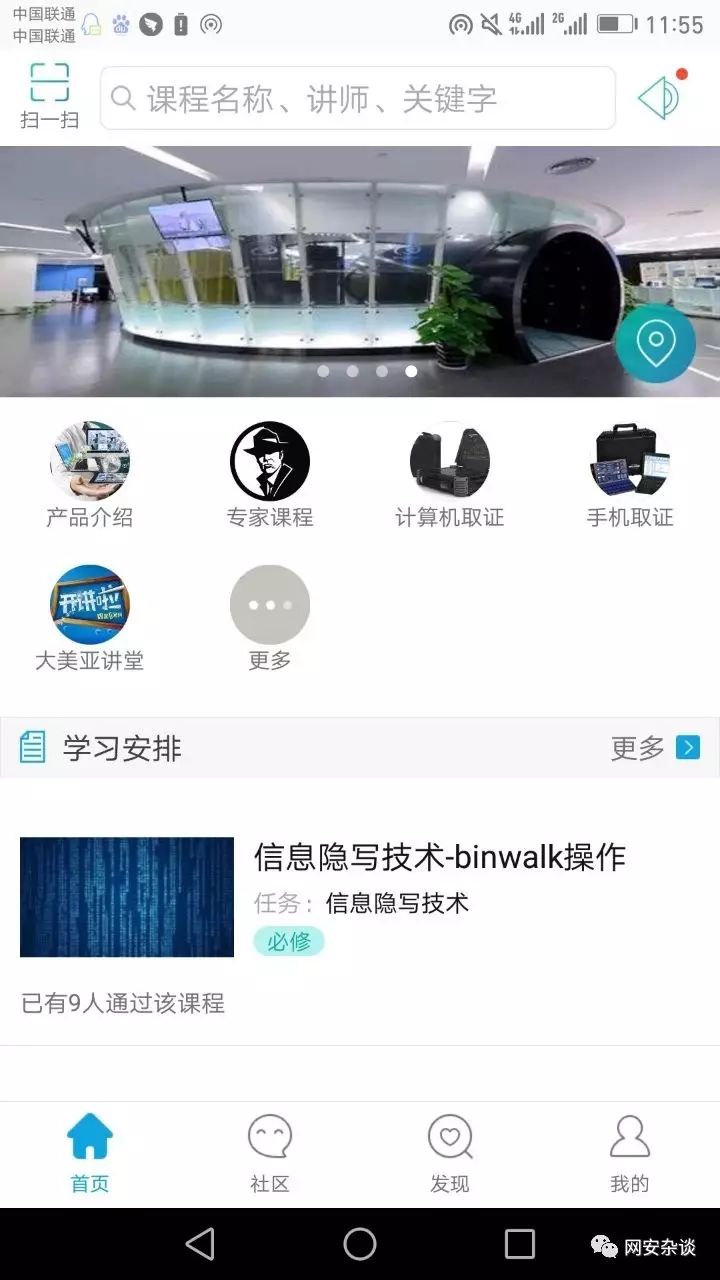 中国联通
中国联通
4G
2G
11:55
扫一扫
课程名称、讲师、关键字
产品介绍
专家课程
计算机取证
手机取证
开讲啦
大美亚讲堂
更多
学习安排
更多
信息隐写技术-binwalk操作
任务：信息隐写技术
必修
已有9人通过该课程
首页
社区
发现
我的
网安杂谈